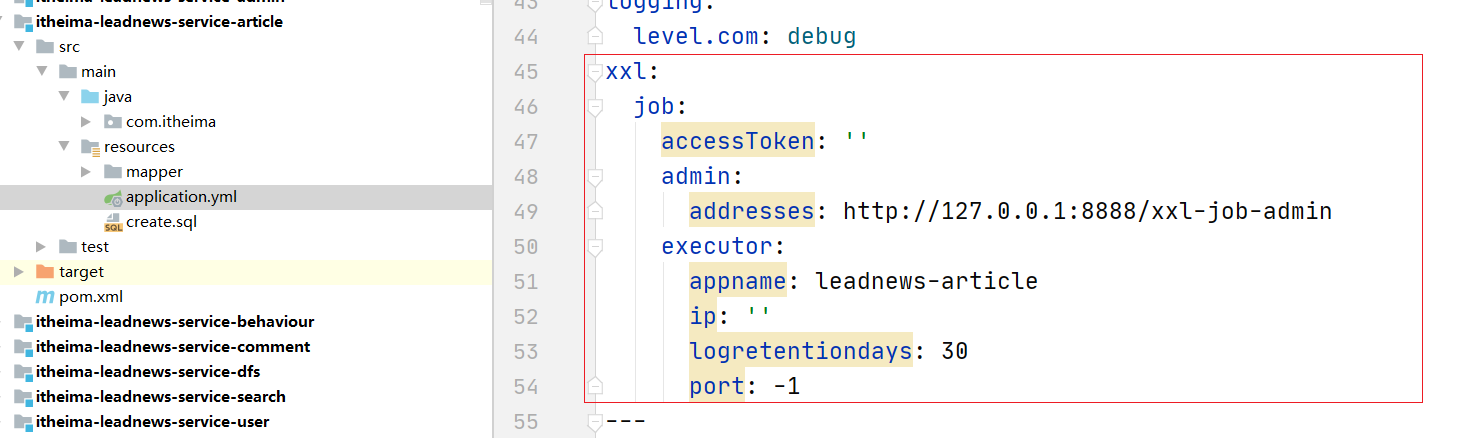 itheima-leadnews-service-article
src
main
java
com.itheima
resources
mapper
application.yml
SQL create.sql
test
target
m pom.xml
itheima-leadnews-service-behaviour
itheima-leadnews-service-comment
itheima-leadnews-service-dfs
itheima-leadnews-service-search
itheima-leadnews-service-user
43 logging:
44 level.com: debug
45 xxl:
46 job:
47 accessToken: ''
48 admin:
49 addresses: http://127.0.0.1:8888/xxl-job-admin
50 executor:
51 appname: leadnews-article
52 ip: ''
53 logretentiondays: 30
54 port: -1
55 ---